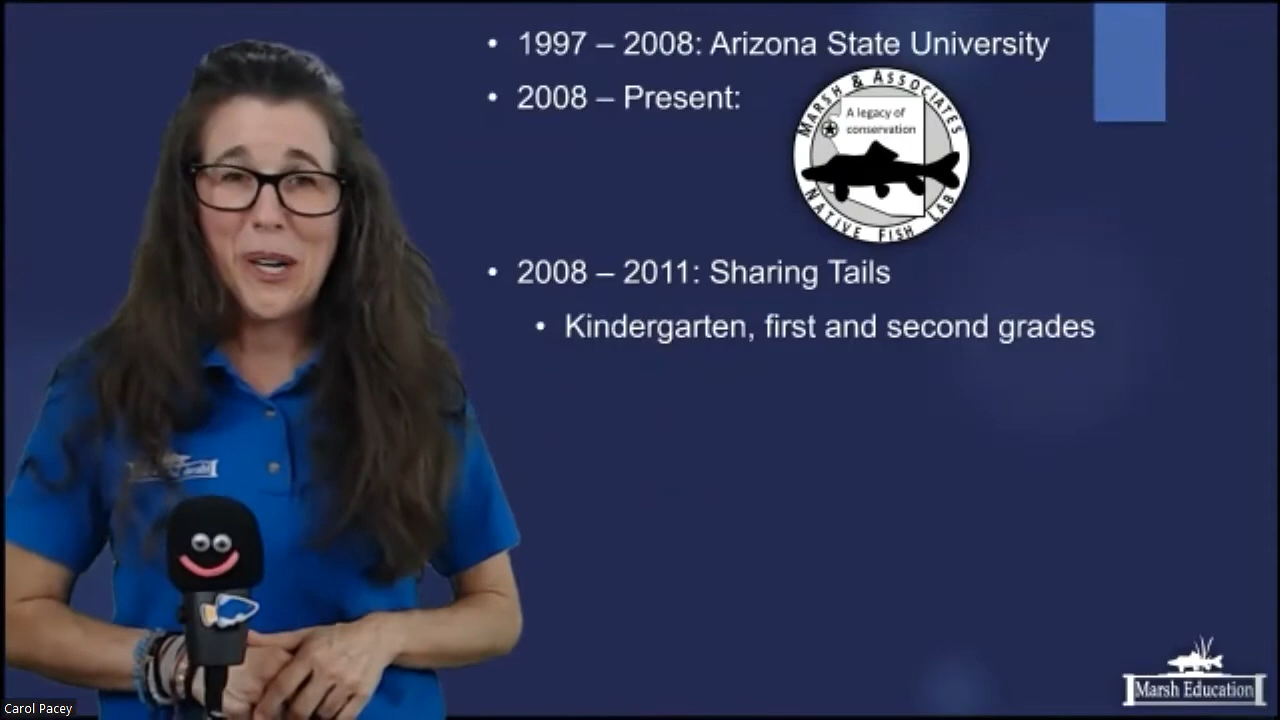 • 1997 – 2008: Arizona State University
• 2008 – Present:
MARSH & ASSOCIATES
A legacy of
conservation
NATIVE FISH LAB
• 2008 – 2011: Sharing Tails
• Kindergarten, first and second grades
Marsh Education
Carol Pacey